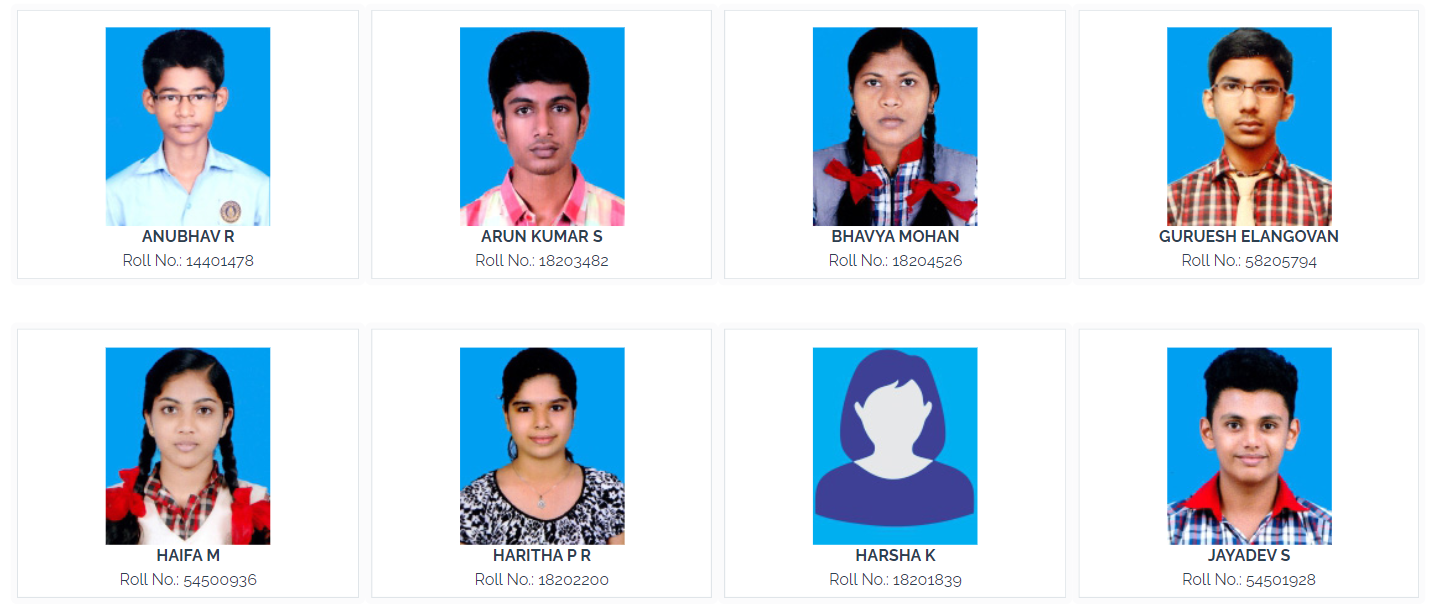 ANUBHAV R
Roll No.: 14401478
ARUN KUMAR S
Roll No.: 18203482
BHAVYA MOHAN
Roll No.: 18204526
GURUESH ELANGOVAN
Roll No.: 58205794
HAIFA M
Roll No.: 54500936
HARITHA P R
Roll No.: 18202200
HARSHA K
Roll No.: 18201839
JAYADEV S
Roll No.: 54501928